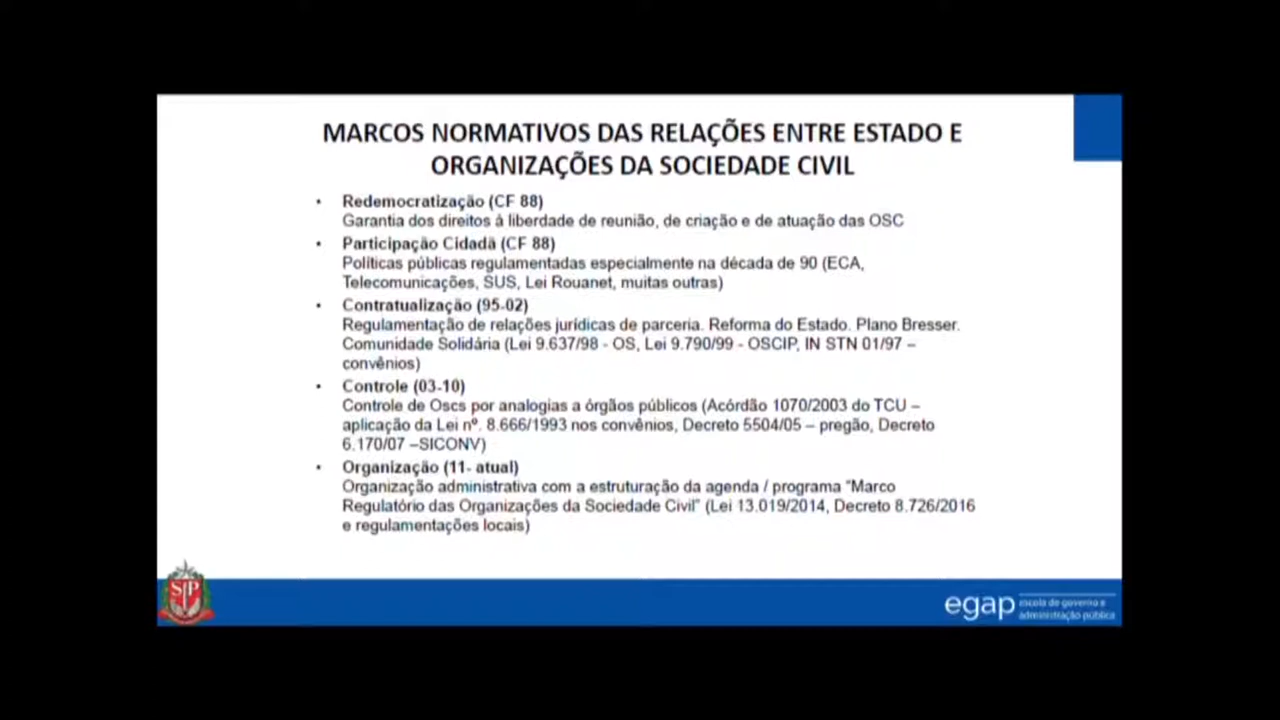 MARCOS NORMATIVOS DAS RELAÇÕES ENTRE ESTADO E
ORGANIZAÇÕES DA SOCIEDADE CIVIL
• Redemocratização (CF 88)
Garantia dos direitos à liberdade de reunião, de criação e de atuação das OSC
• Participação Cidadã (CF 88)
Políticas públicas regulamentadas especialmente na década de 90 (ECA,
Telecomunicações, SUS, Lei Rouanet, muitas outras)
• Contratualização (95-02)
Regulamentação de relações jurídicas de parceria. Reforma do Estado. Plano Bresser.
Comunidade Solidária (Lei 9.637/98 - OS, Lei 9.790/99 - OSCIP, IN STN 01/97 –
convênios)
• Controle (03-10)
Controle de Oscs por analogias a órgãos públicos (Acórdão 1070/2003 do TCU –
aplicação da Lei nº. 8.666/1993 nos convênios, Decreto 5504/05 – pregão, Decreto
6.170/07 –SICONV)
• Organização (11- atual)
Organização administrativa com a estruturação da agenda / programa “Marco
Regulatório das Organizações da Sociedade Civil” (Lei 13.019/2014, Decreto 8.726/2016
e regulamentações locais)
SP
egap escola de governo e
administração pública